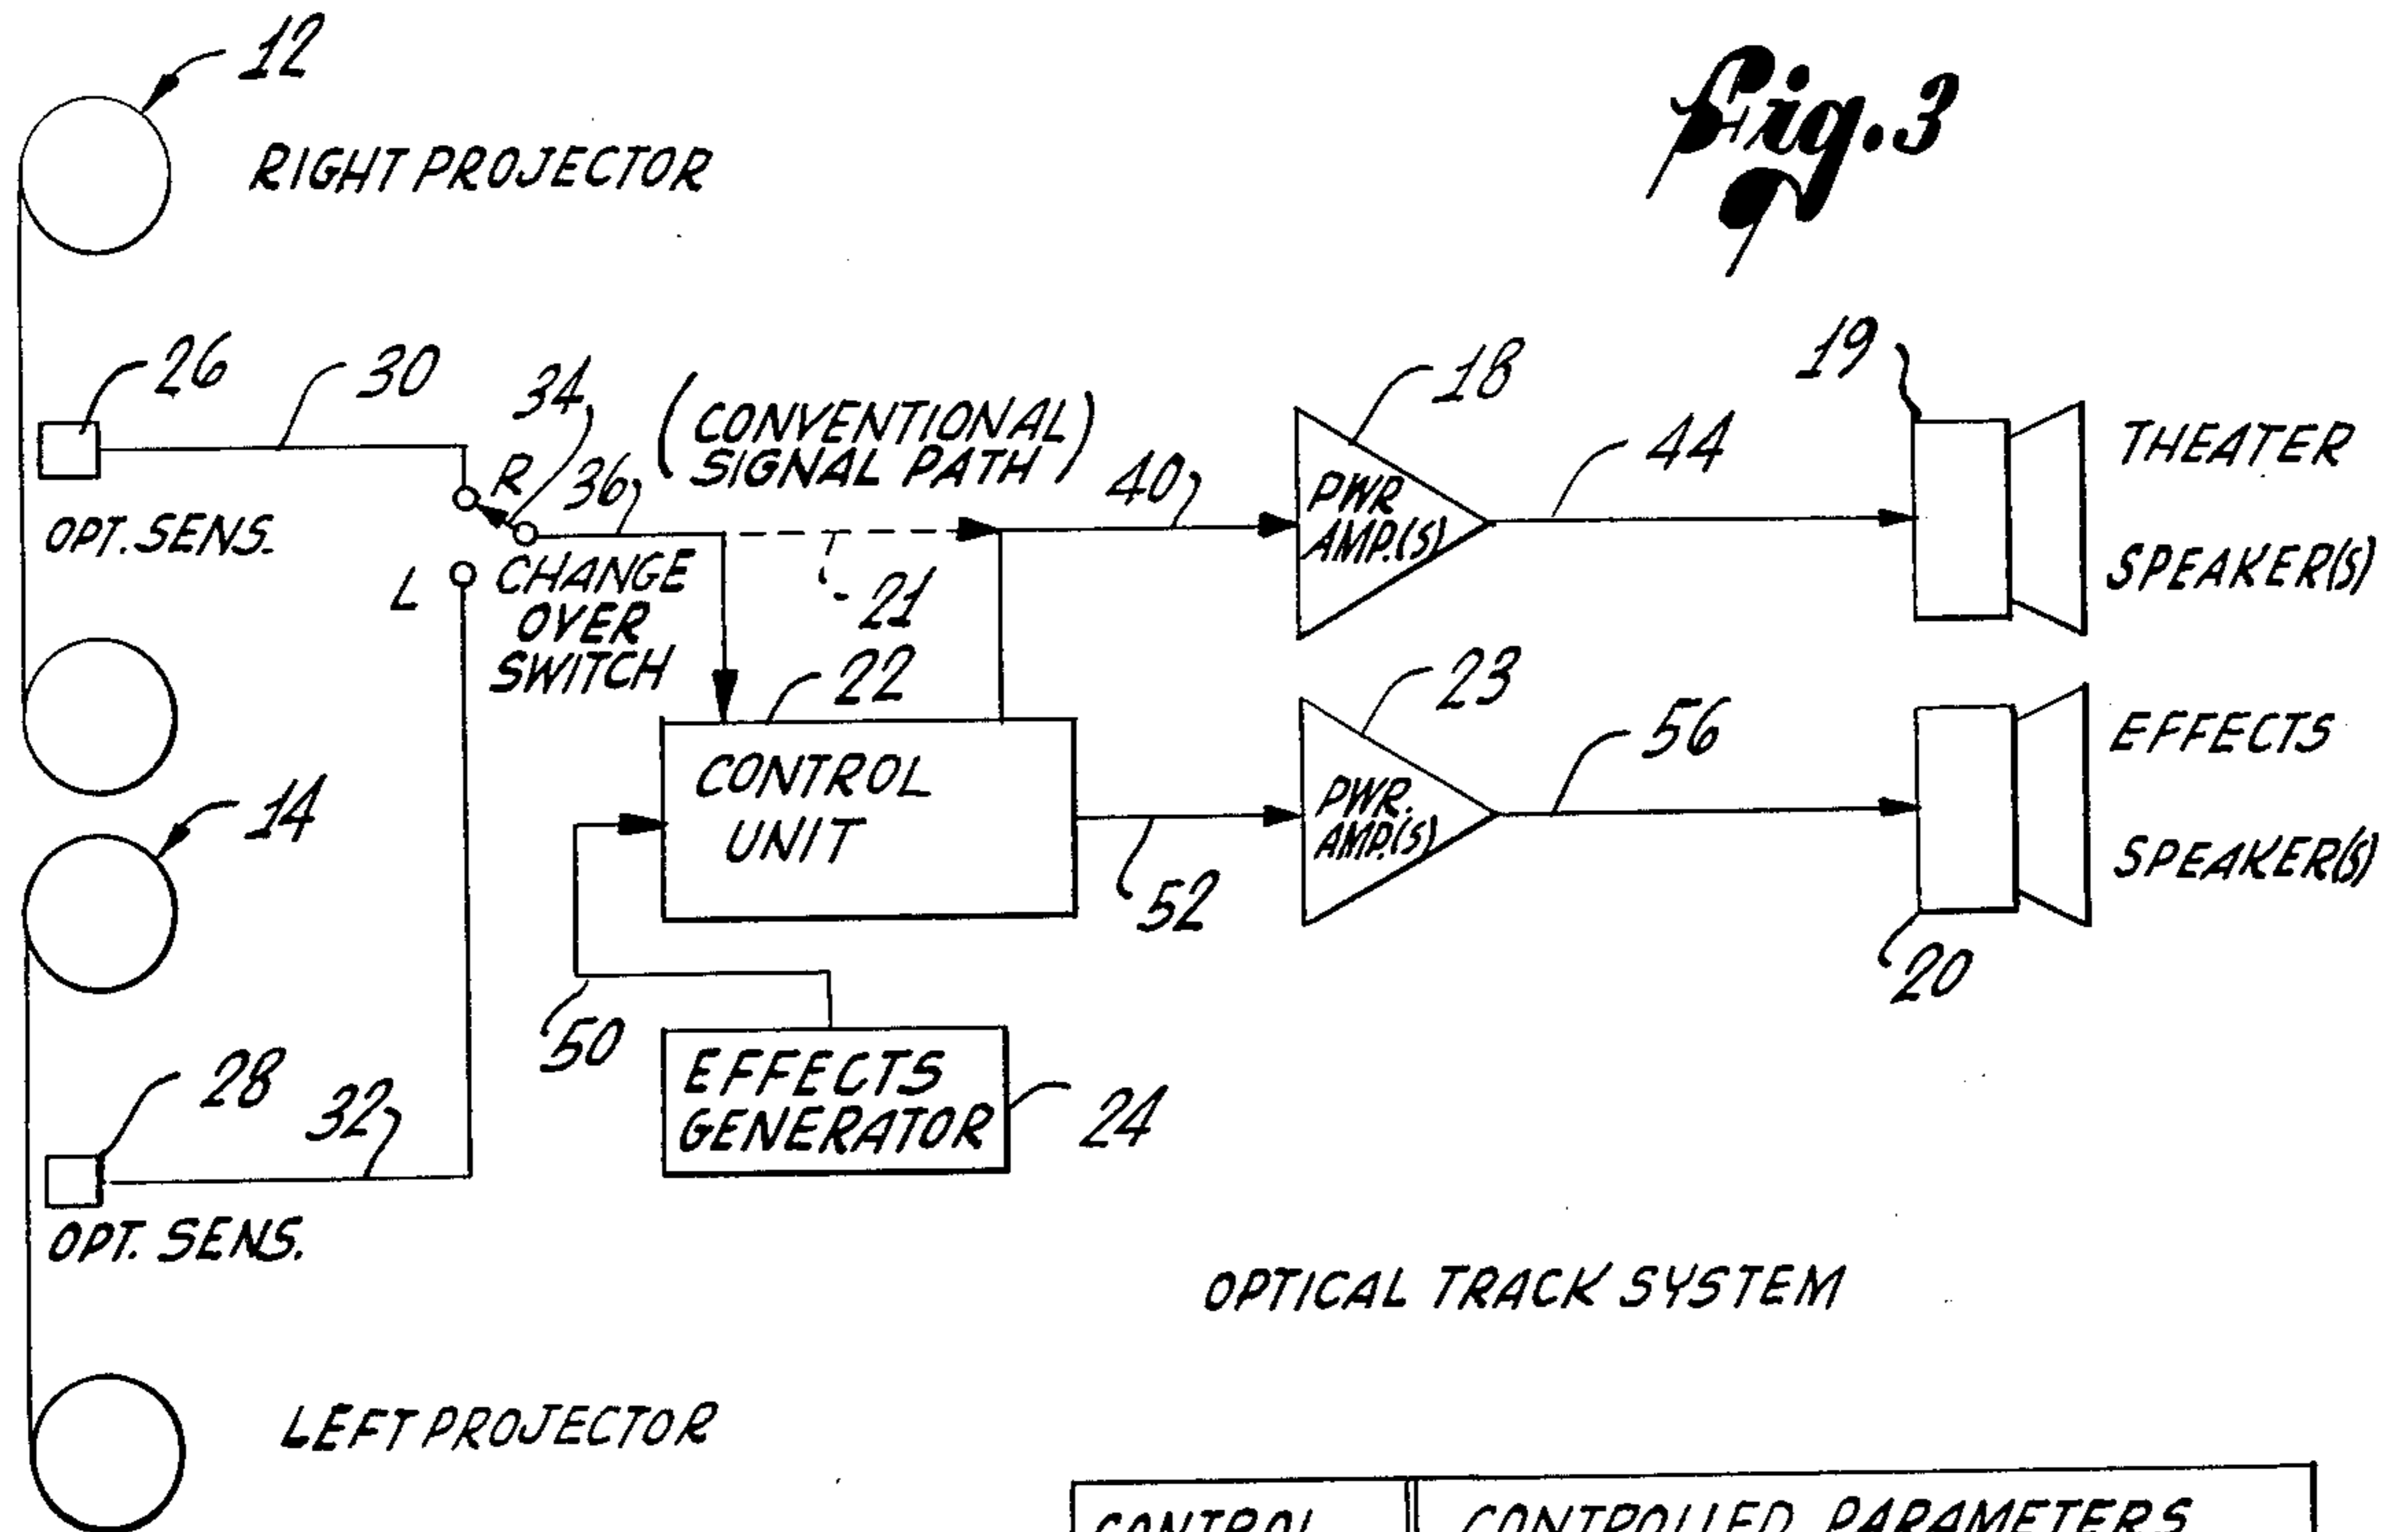 Fig. 3
12
RIGHT PROJECTOR
26
30
34
(CONVENTIONAL
SIGNAL PATH)
18
19
OPT. SENS.
R
36
40
PWR
AMP.(S)
44
THEATER
SPEAKER(S)
L
CHANGE
OVER
SWITCH
21
22
23
14
CONTROL
UNIT
52
PWR.
AMP.(S)
56
EFFECTS
SPEAKER(S)
20
50
28
32
EFFECTS
GENERATOR
24
OPT. SENS.
OPTICAL TRACK SYSTEM
LEFT PROJECTOR
CONTROL
CONTROLLED PARAMETERS